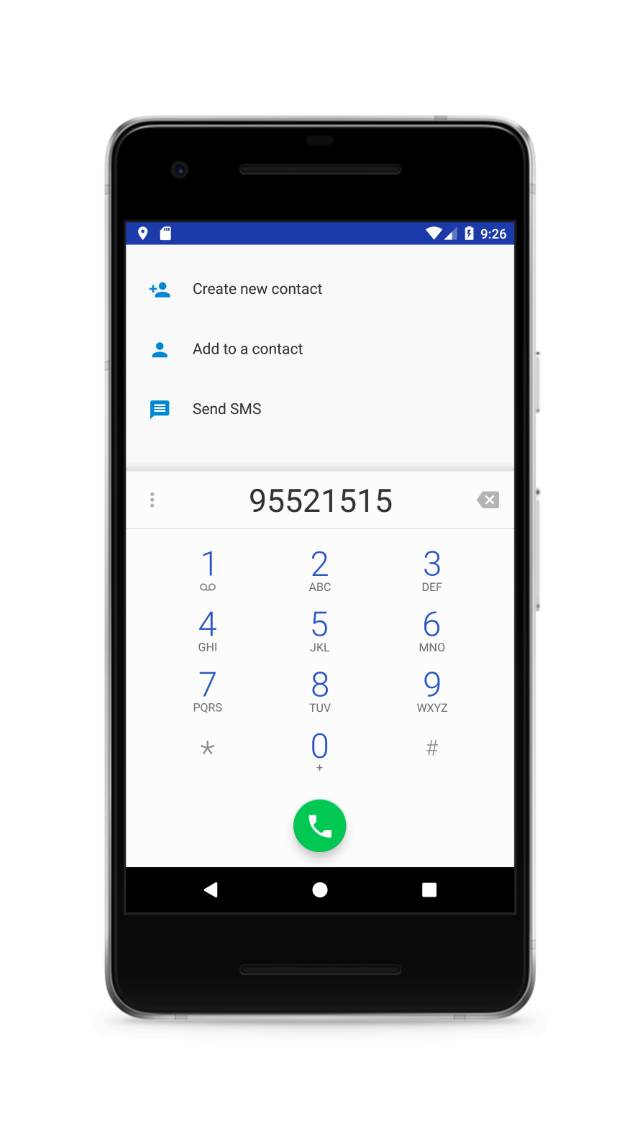 9:26
Create new contact
Add to a contact
Send SMS
95521515
1 2 3
ABC DEF
4 5 6
GHI JKL MNO
7 8 9
PQRS TUV WXYZ
* 0 #
+